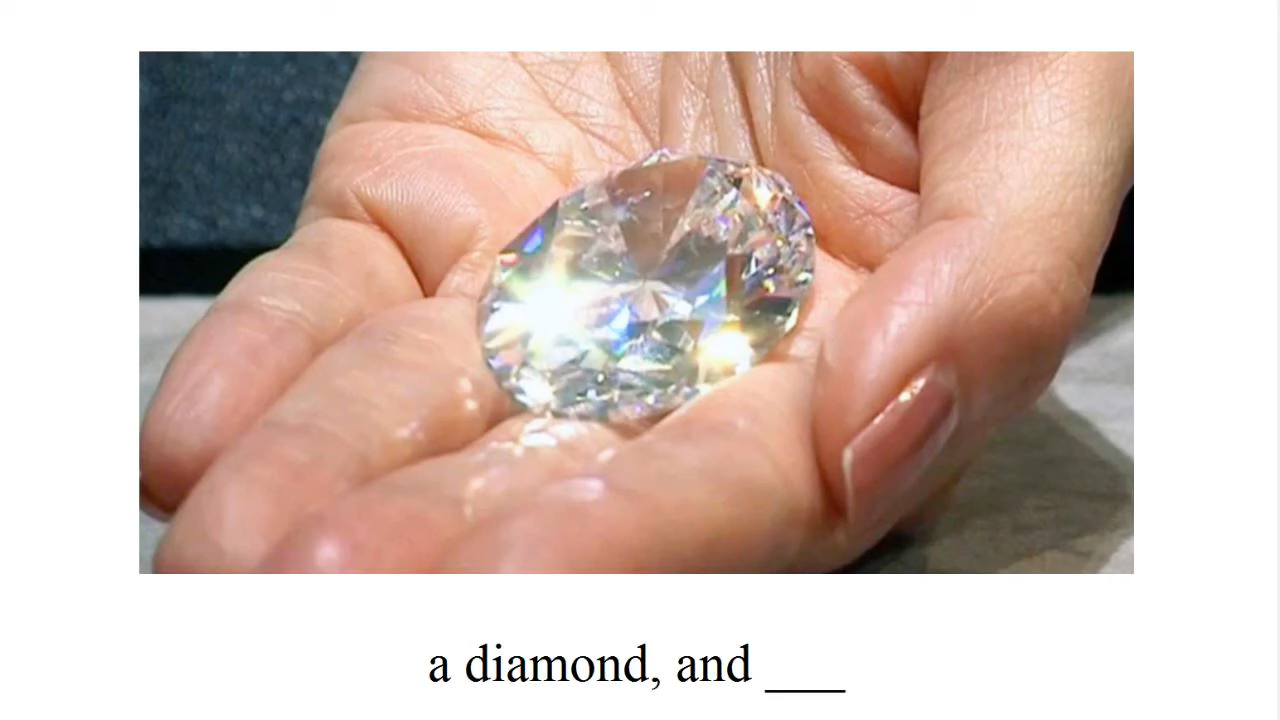 a diamond, and ___